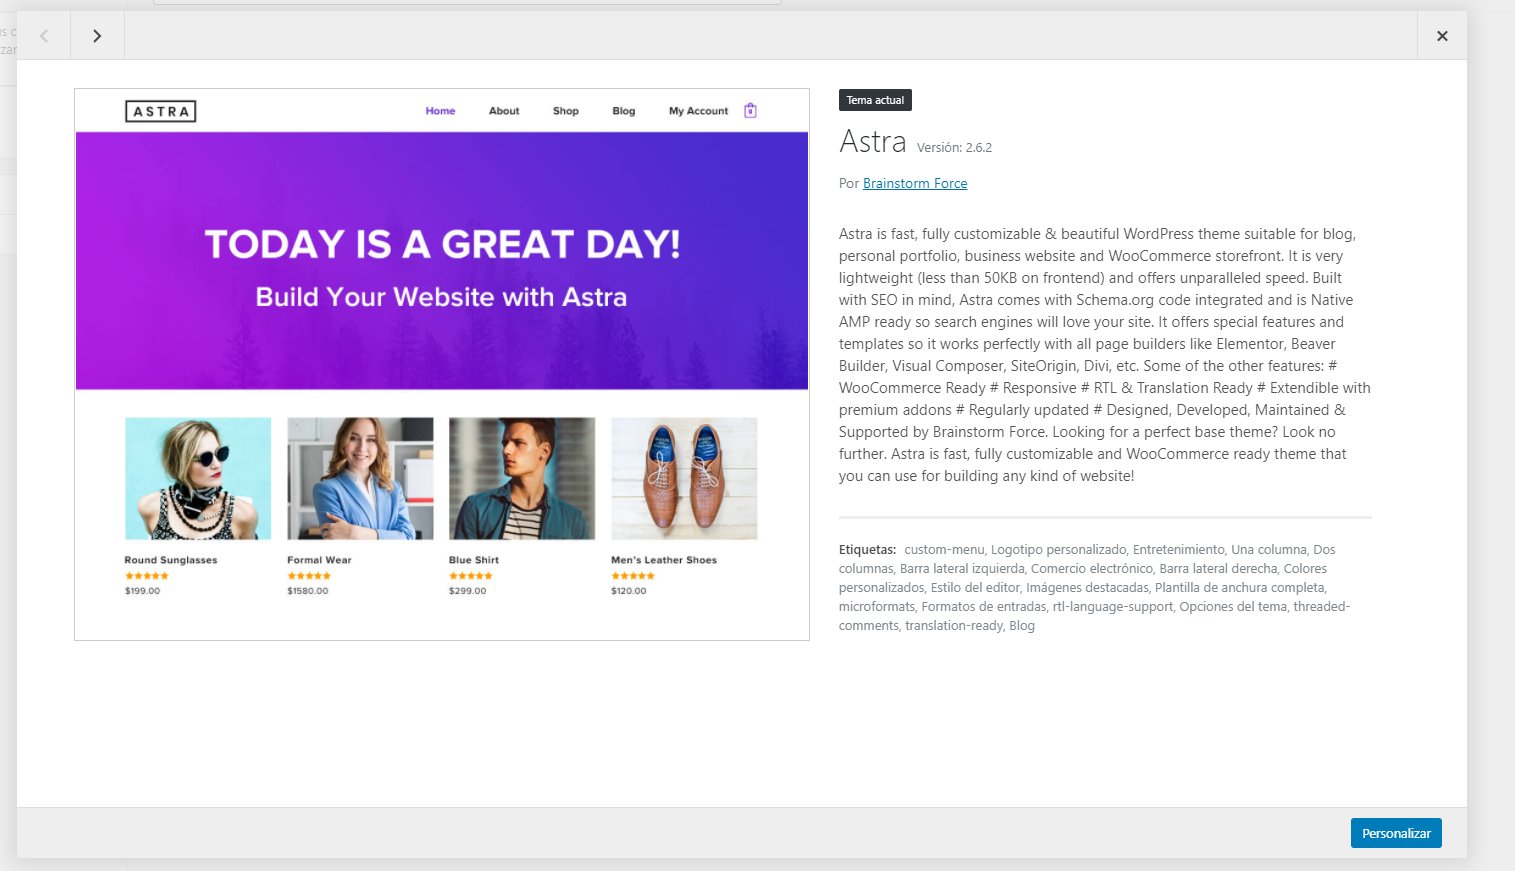 s c
zar
ASTRA
Home About Shop Blog My Account 0
TODAY IS A GREAT DAY!
Build Your Website with Astra
Round Sunglasses
$199.00
Formal Wear
$1580.00
Blue Shirt
$299.00
Men's Leather Shoes
$120.00
Tema actual
Astra Versión: 2.6.2
Por Brainstorm Force
Astra is fast, fully customizable & beautiful WordPress theme suitable for blog,
personal portfolio, business website and WooCommerce storefront. It is very
lightweight (less than 50KB on frontend) and offers unparalleled speed. Built
with SEO in mind, Astra comes with Schema.org code integrated and is Native
AMP ready so search engines will love your site. It offers special features and
templates so it works perfectly with all page builders like Elementor, Beaver
Builder, Visual Composer, SiteOrigin, Divi, etc. Some of the other features: #
WooCommerce Ready # Responsive # RTL & Translation Ready # Extendible with
premium addons # Regularly updated # Designed, Developed, Maintained &
Supported by Brainstorm Force. Looking for a perfect base theme? Look no
further. Astra is fast, fully customizable and WooCommerce ready theme that
you can use for building any kind of website!
Etiquetas: custom-menu, Logotipo personalizado, Entretenimiento, Una columna, Dos
columnas, Barra lateral izquierda, Comercio electrónico, Barra lateral derecha, Colores
personalizados, Estilo del editor, Imágenes destacadas, Plantilla de anchura completa,
microformats, Formatos de entradas, rtl-language-support, Opciones del tema, threaded-
comments, translation-ready, Blog
Personalizar